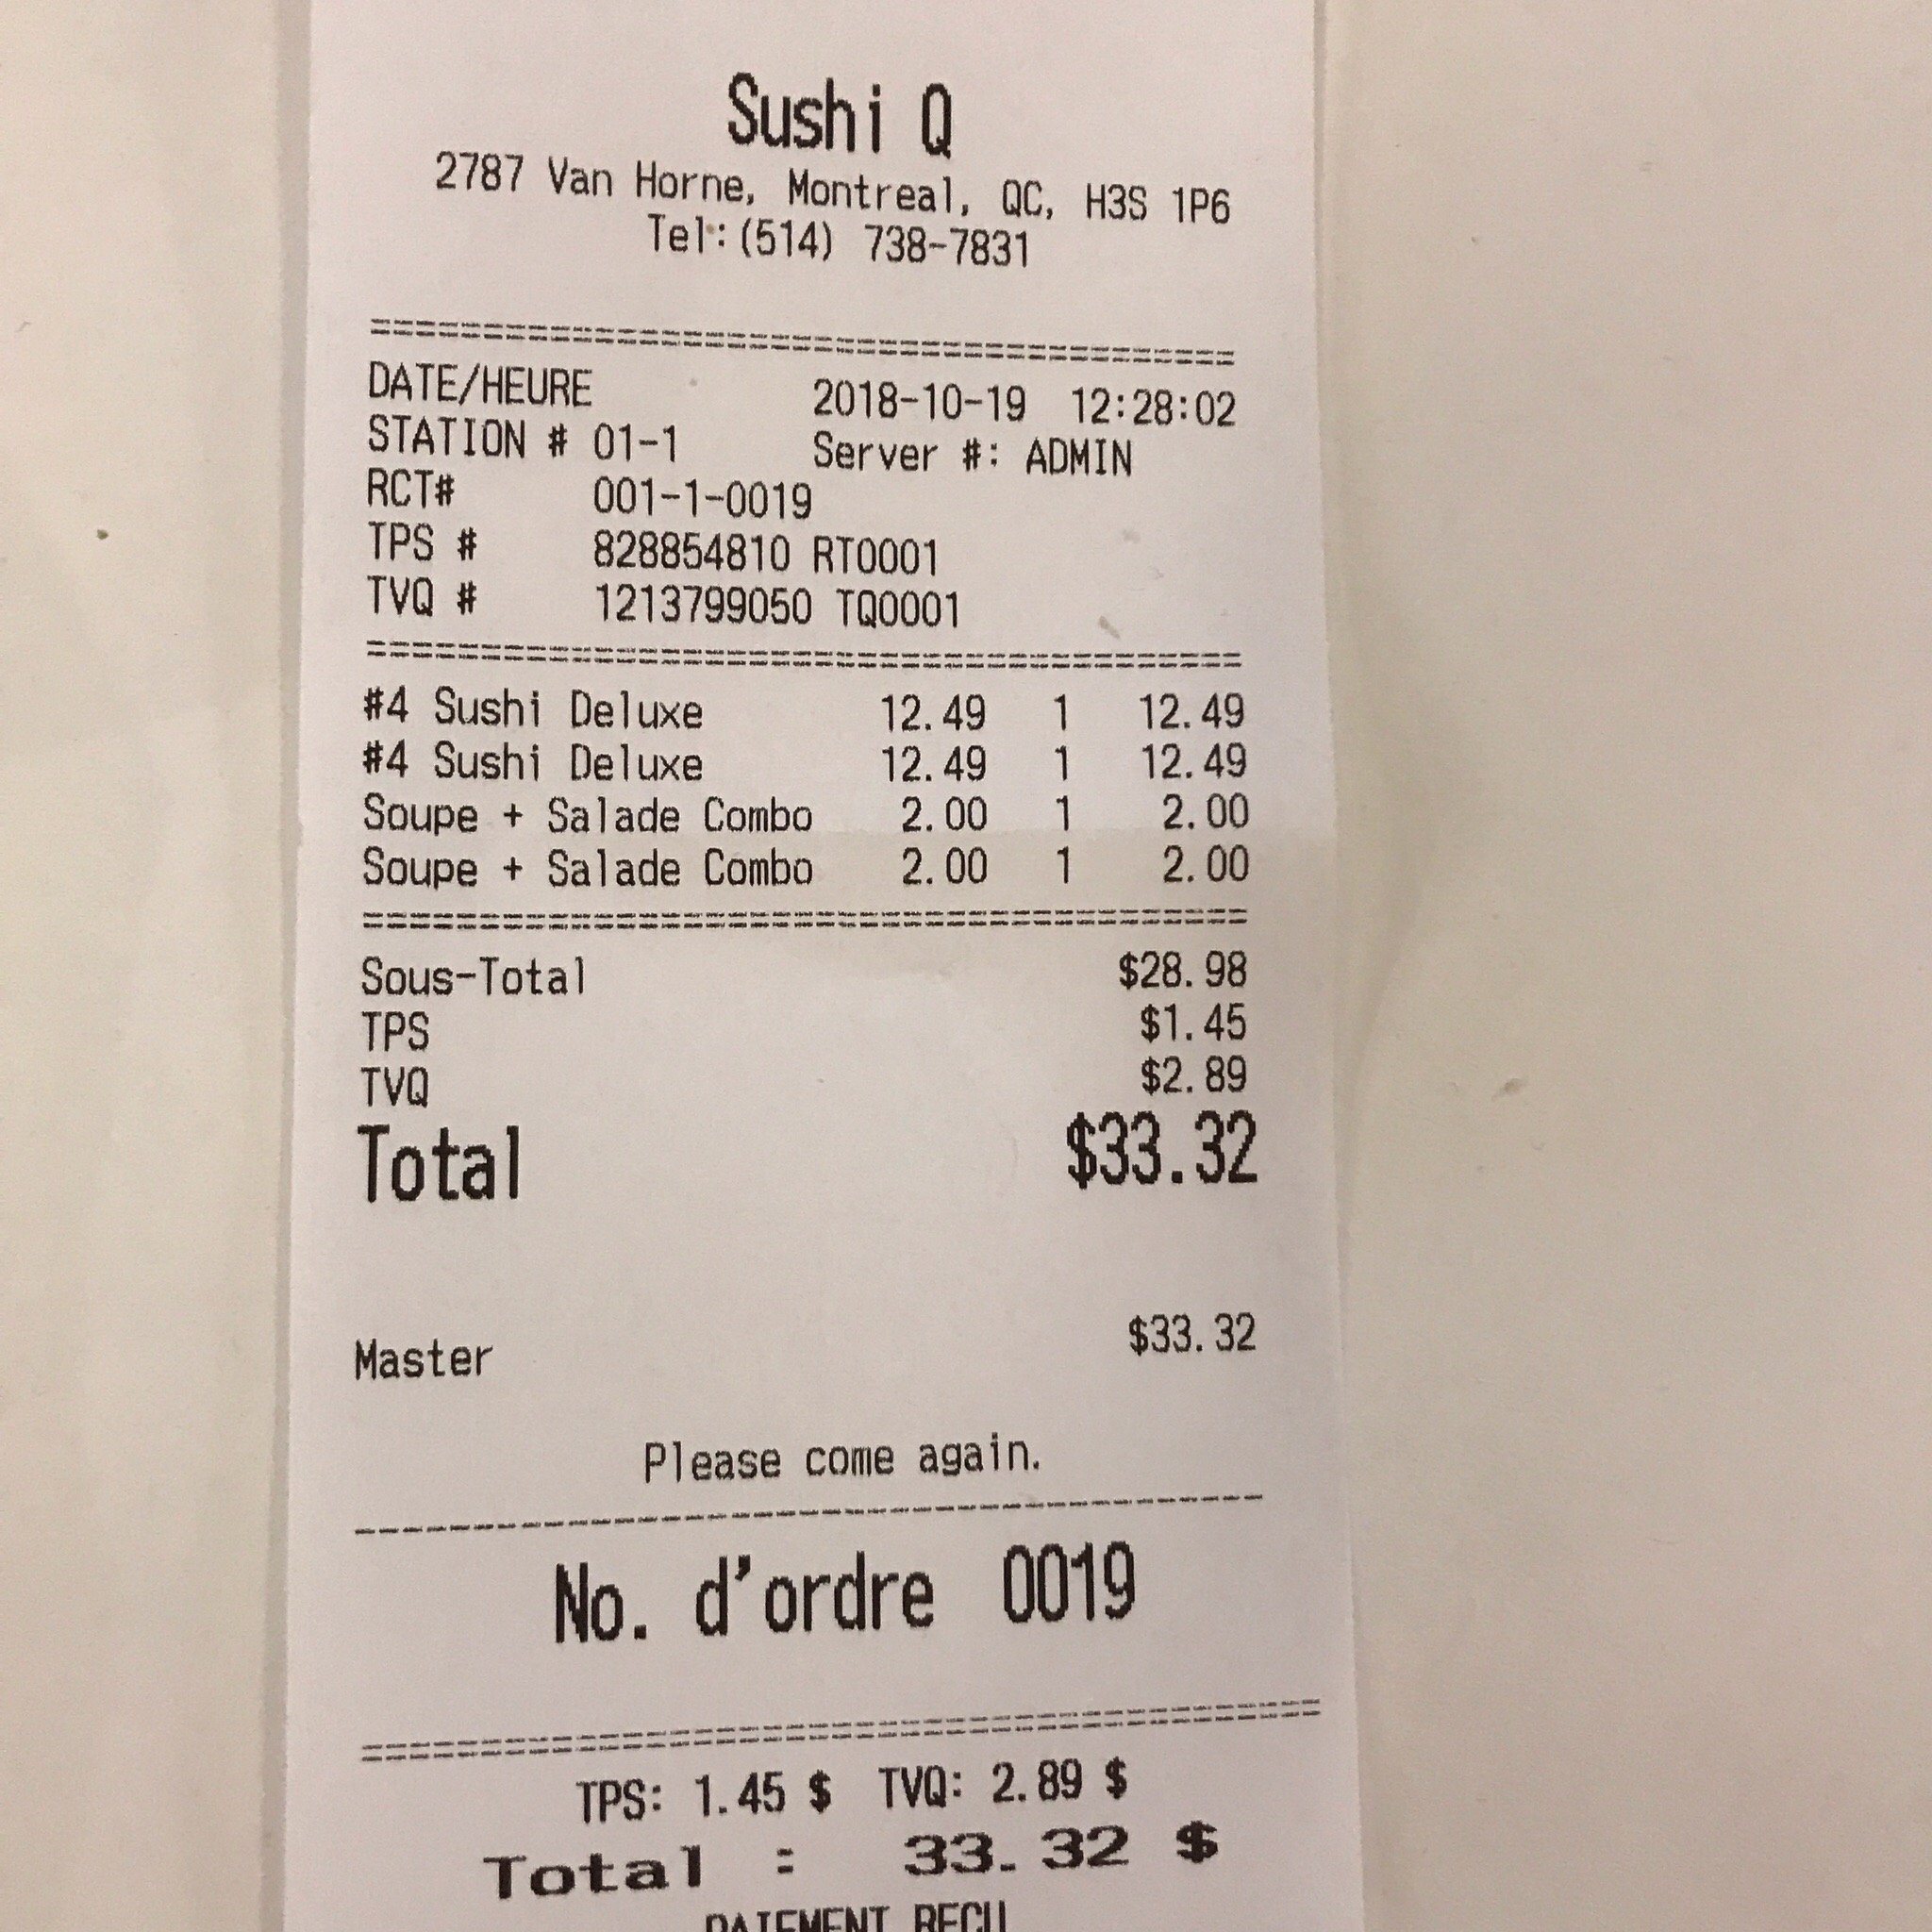 Sushi Q
2787 Van Horne, Montreal, QC, H3S 1P6
Tel:(514) 738-7831
======================================
DATE/HEURE 2018-10-19 12:28:02
STATION # 01-1 Server #: ADMIN
RCT# 001-1-0019
TPS # 828854810 RT0001
TVQ # 1213799050 TQ0001
======================================
#4 Sushi Deluxe 12.49 1 12.49
#4 Sushi Deluxe 12.49 1 12.49
Soupe + Salade Combo 2.00 1 2.00
Soupe + Salade Combo 2.00 1 2.00
======================================
Sous-Total $28.98
TPS $1.45
TVQ $2.89
Total $33.32
Master $33.32
Please come again.
--------------------------------------
No. d'ordre 0019
======================================
TPS: 1.45 $ TVQ: 2.89 $
Total : 33.32 $
PAIEMENT RECU